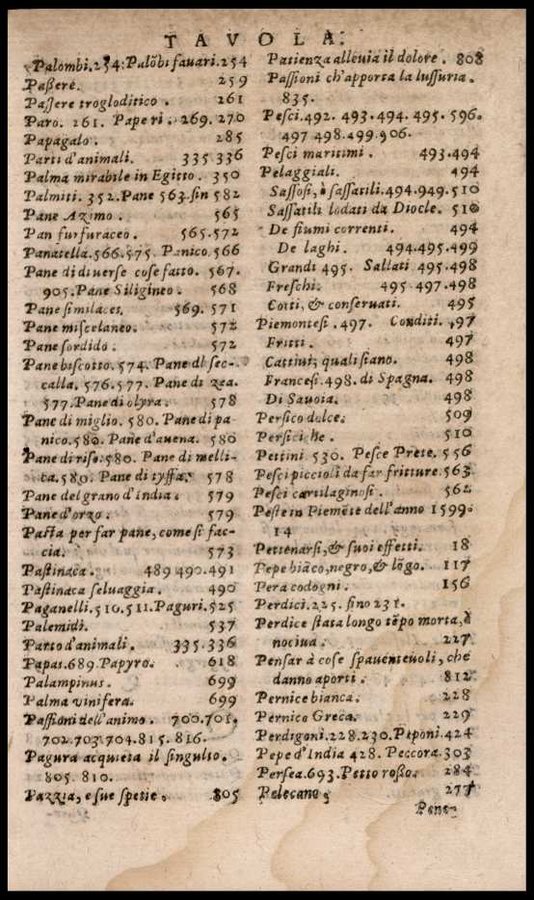 TAVOLA.
Palombi.254.Palõbi fauari.254
Paßere. 259
Paſſere trogloditico. 261
Paro. 261. Paperi. 269. 270
Papagalo. 285
Parti d'animali. 335.336
Palma mirabile in Egitto. 350
Palmiti. 352. Pane 563. ſin 582
Pane Azimo. 565
Pan furfuraceo. 565.572
Panatella.566.575. Panico.566
Pane di diuerſe coſe fatto. 567.
905. Pane Siligineo. 568
Pane ſimilaceo. 569. 571
Pane miſcelaneo. 572
Pane ſordido. 572
Pane biſcotto. 574. Pane di ſec-
calla. 576.577. Pane di zea.
577. Pane di olyra. 578
Pane di miglio. 580. Pane di pa-
nico.580. Pane d'auena. 580
Pane di riſo.580. Pane di melli-
ca.580. Pane di tyffa. 578
Pane del grano d'India. 579
Pane d'orzo. 579
Paſta per far pane, come ſi fac-
cia. 573
Paſtinaca. 489 490.491
Paſtinaca ſeluaggia. 490
Paganelli.510.511.Paguri.525
Palemidi. 537
Parto d'animali. 335.336
Papas.689. Papyro. 618
Palampinus. 699
Palma vinifera. 699
Paſſioni dell'animo. 700.701.
702.703.704.815. 816.
Pagura acquieta il ſingulto.
805. 810.
Pazzia, e ſue ſpetie. 805
Patienza alleuia il dolore. 808
Paſſioni ch'apporta la luſſuria.
835.
Peſci.492. 493.494. 495. 596.
497 498.499.906.
Peſci maritimi. 493.494
Pelaggiali. 494
Saſſoſi, ò ſaſſatili.494.949.510
Saſſatili lodati da Diocle. 510
De fiumi correnti. 494
De laghi. 494.495.499
Grandi 495. Sallati 495.498
Freſchi. 495 497.498
Cotti, & conſeruati. 495
Piemonteſi. 497. Conditi. 497
Fritti. 497
Cattiui, quali ſiano. 498
Franceſi.498. di Spagna. 498
Di Sauoia. 498
Perſico dolce. 509
Perſiche. 510
Pettini 530. Peſce Prete. 556
Peſci piccioli da far fritture.563
Peſci cartilaginoſi. 562
Peſte in Piemõte dell'anno 1599.
14
Pettenarſi, & ſuoi effetti. 18
Pepe biãco, negro, & lõgo. 117
Pera codogni. 156
Perdici.225. ſino 231.
Perdice ſtata longo tẽpo morta, è
nociua. 227
Penſar à coſe ſpauenteuoli, che
danno aporti. 812
Pernice bianca. 228
Pernice Greca. 229
Perdigoni.228.230. Peponi.424
Pepe d'India 428. Peccora.303
Perſea.693. Petto roßo. 284
Pelecano, 277
Pene-